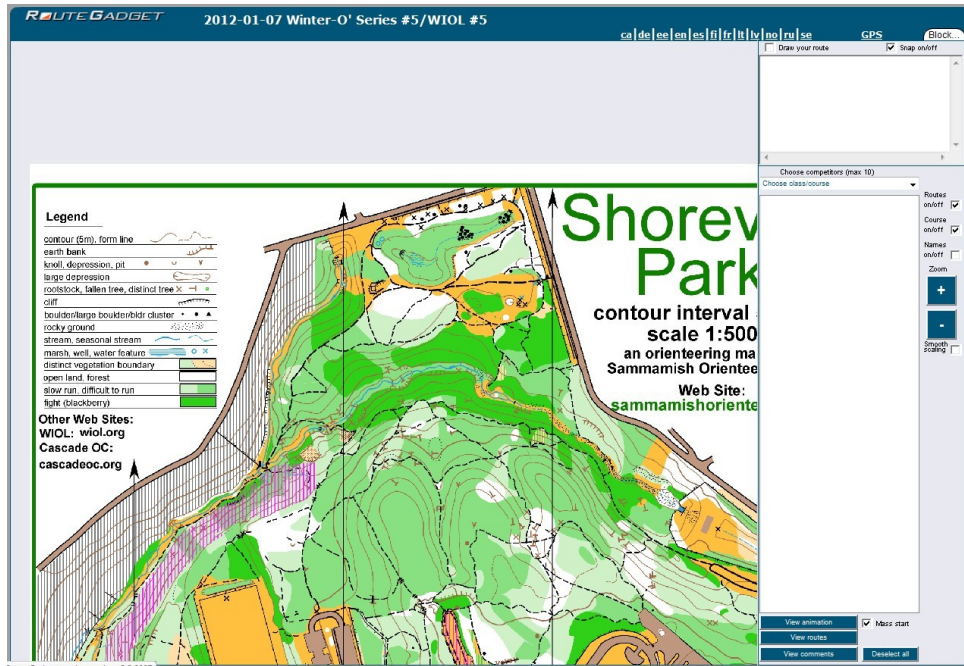 ROUTEGADGET
2012-01-07 Winter-O' Series #5/WIOL #5
ca|de|ee|en|es|fi|fr|lt|lv|no|ru|se
GPS
Block...
Draw your route
Snap on/off
Choose competitors (max 10)
Choose class/course
Routes
on/off
Course
on/off
Names
on/off
Zoom
+
-
Smooth
scaling
Legend
contour (5m), form line
earth bank
knoll, depression, pit
large depression
rootstock, fallen tree, distinct tree
cliff
boulder/large boulder/bldr cluster
rocky ground
stream, seasonal stream
marsh, well, water feature
distinct vegetation boundary
open land, forest
slow run, difficult to run
fight (blackberry)
Other Web Sites:
WIOL: wiol.org
Cascade OC:
cascadeoc.org
Shorev
Park
contour interval
scale 1:500
an orienteering ma
Sammamish Orientee
Web Site:
sammamishoriente
View animation
Mass start
View routes
View comments
Deselect all